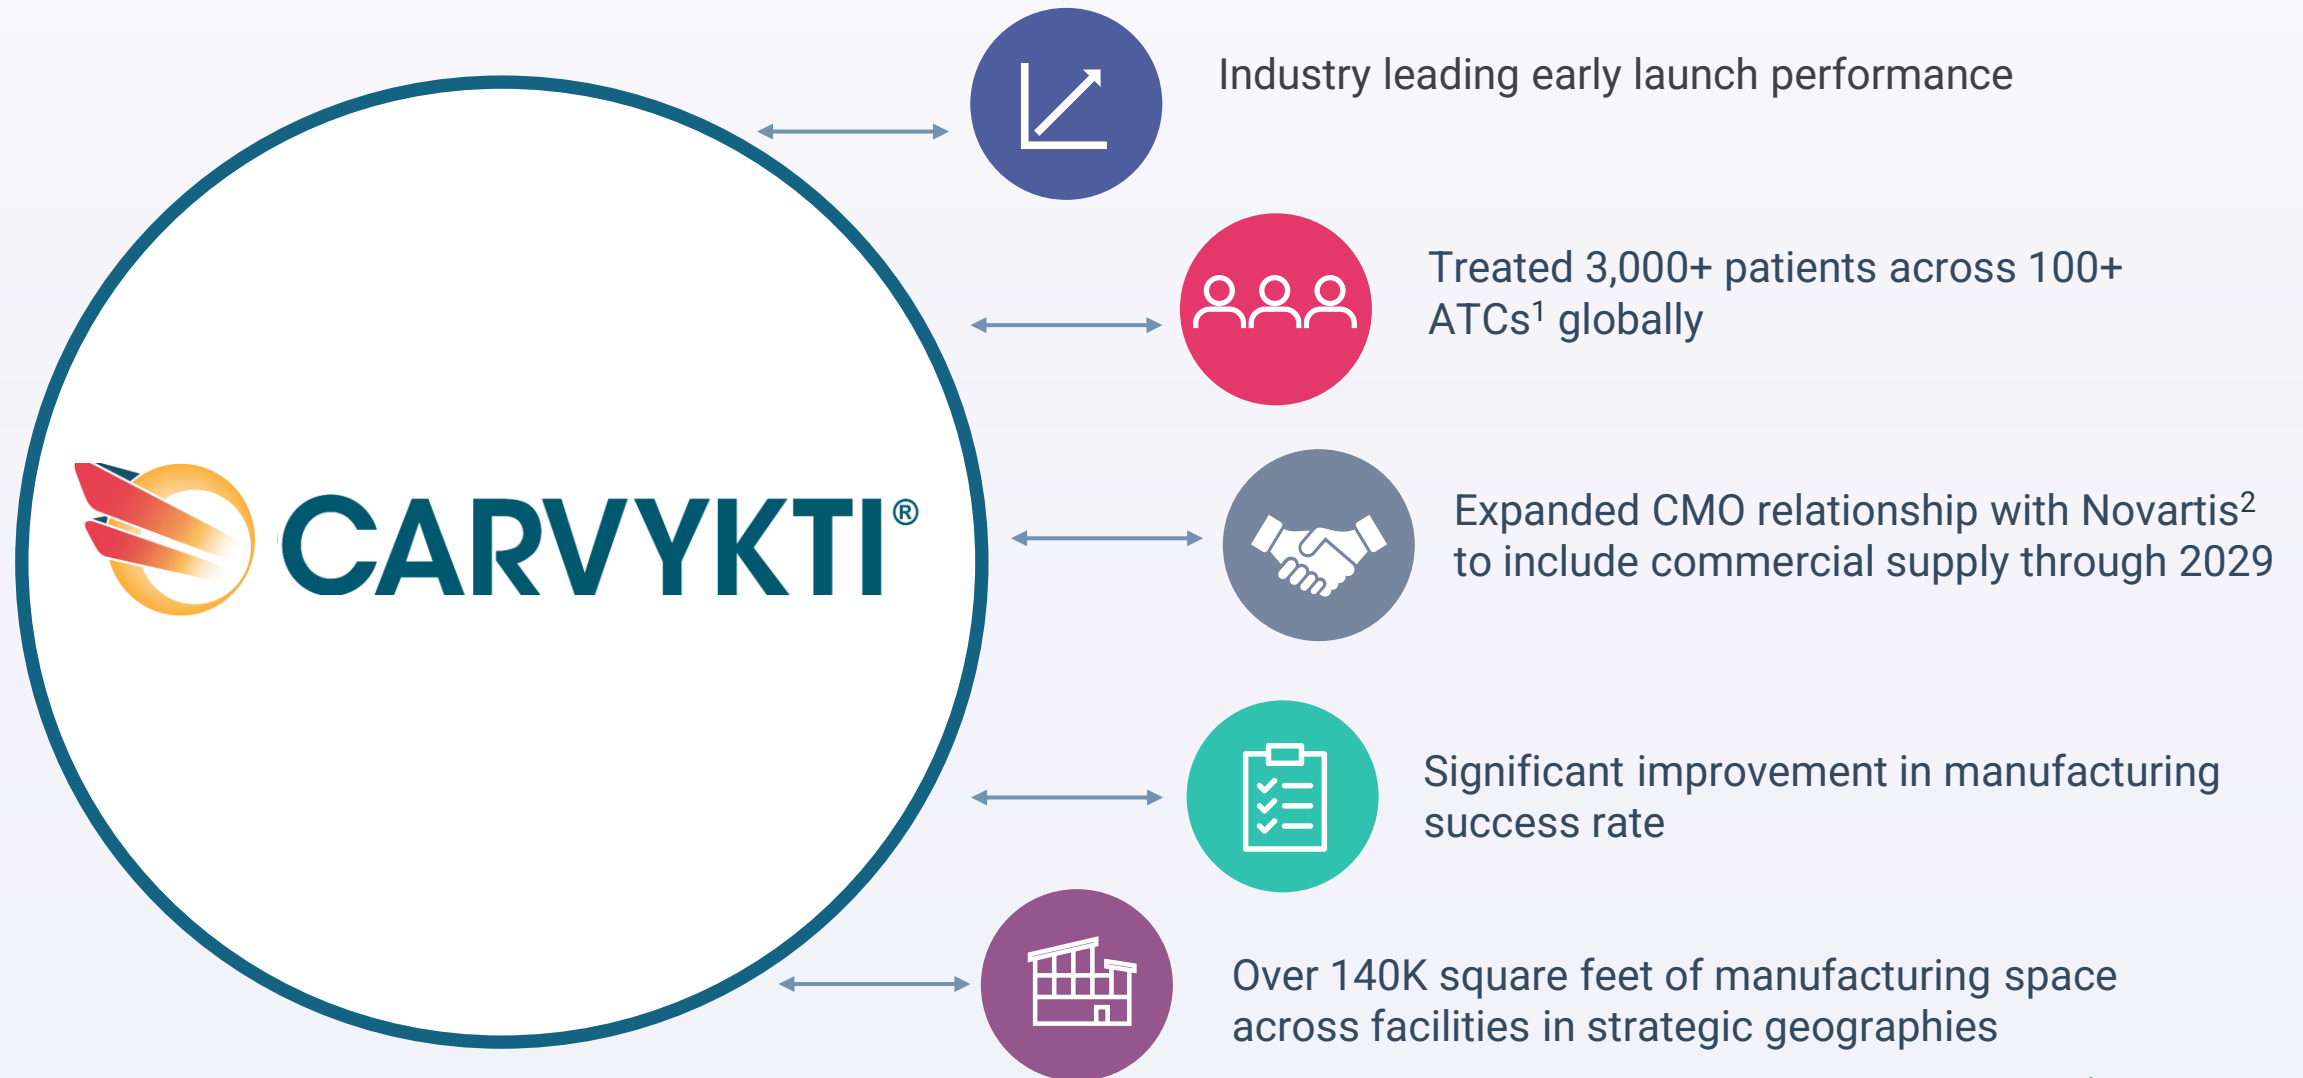 Industry leading early launch performance
Treated 3,000+ patients across 100+
ATCs¹ globally
CARVYKTI®
Expanded CMO relationship with Novartis²
to include commercial supply through 2029
Significant improvement in manufacturing
success rate
Over 140K square feet of manufacturing space
across facilities in strategic geographies